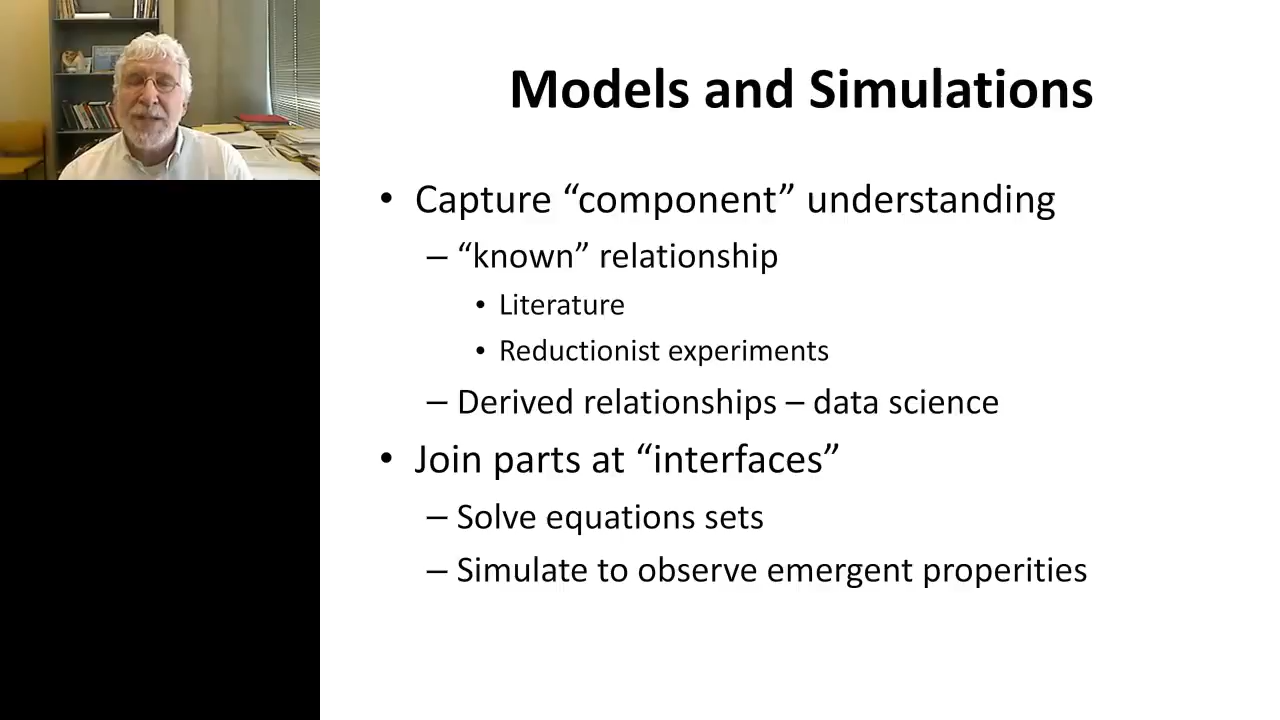 Models and Simulations
• Capture “component” understanding
– “known” relationship
• Literature
• Reductionist experiments
– Derived relationships – data science
• Join parts at “interfaces”
– Solve equations sets
– Simulate to observe emergent properities